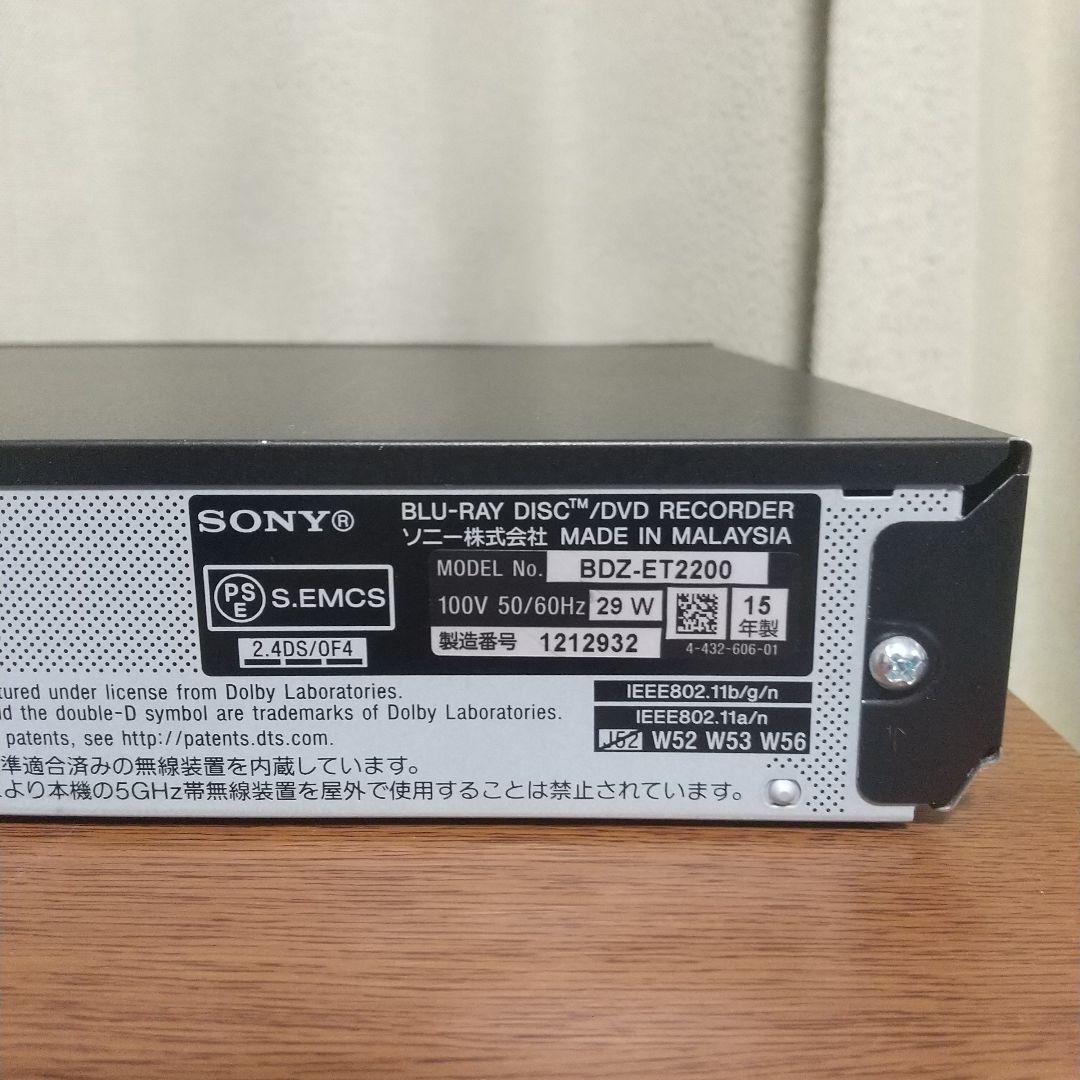 SONY®
BLU-RAY DISC™/DVD RECORDER
ソニー株式会社 MADE IN MALAYSIA
MODEL No. BDZ-ET2200
PS E S.EMCS
100V 50/60Hz 29 W
15年製
製造番号 1212932
4-432-606-01
2.4DS/OF4
tured under license from Dolby Laboratories.
d the double-D symbol are trademarks of Dolby Laboratories.
patents, see http://patents.dts.com.
準適合済みの無線装置を内蔵しています。
より本機の5GHz帯無線装置を屋外で使用することは禁止されています。
IEEE802.11b/g/n
IEEE802.11a/n
J52 W52 W53 W56